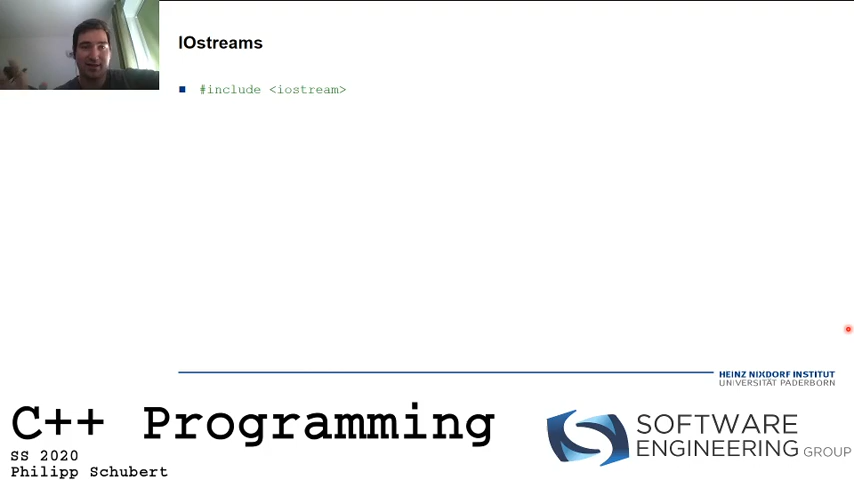 IOstreams
#include <iostream>
HEINZ NIXDORF INSTITUT
UNIVERSITÄT PADERBORN
C++ Programming
SS 2020
Philipp Schubert
SOFTWARE
ENGINEERING GROUP